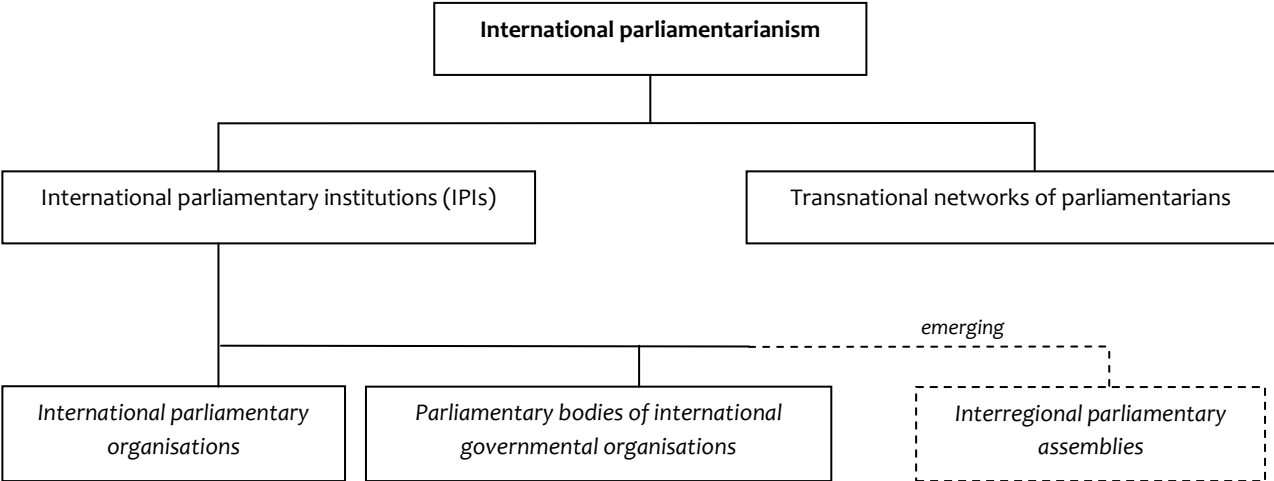 International parliamentarianism
International parliamentary institutions (IPIs)
Transnational networks of parliamentarians
emerging
International parliamentary
organisations
Parliamentary bodies of international
governmental organisations
Interregional parliamentary
assemblies